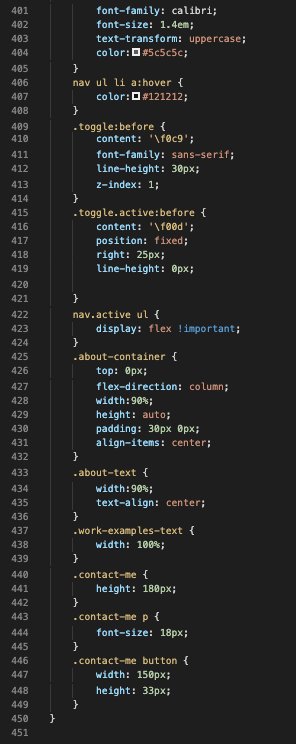 401 font-family: calibri;
402 font-size: 1.4em;
403 text-transform: uppercase;
404 color: #5c5c5c;
405 }
406 nav ul li a:hover {
407 color: #121212;
408 }
409 .toggle:before {
410 content: '\f0c9';
411 font-family: sans-serif;
412 line-height: 30px;
413 z-index: 1;
414 }
415 .toggle.active:before {
416 content: '\f00d';
417 position: fixed;
418 right: 25px;
419 line-height: 0px;
420
421 }
422 nav.active ul {
423 display: flex !important;
424 }
425 .about-container {
426 top: 0px;
427 flex-direction: column;
428 width:90%;
429 height: auto;
430 padding: 30px 0px;
431 align-items: center;
432 }
433 .about-text {
434 width:90%;
435 text-align: center;
436 }
437 .work-examples-text {
438 width: 100%;
439 }
440 .contact-me {
441 height: 180px;
442 }
443 .contact-me p {
444 font-size: 18px;
445 }
446 .contact-me button {
447 width: 150px;
448 height: 33px;
449 }
450 }
451